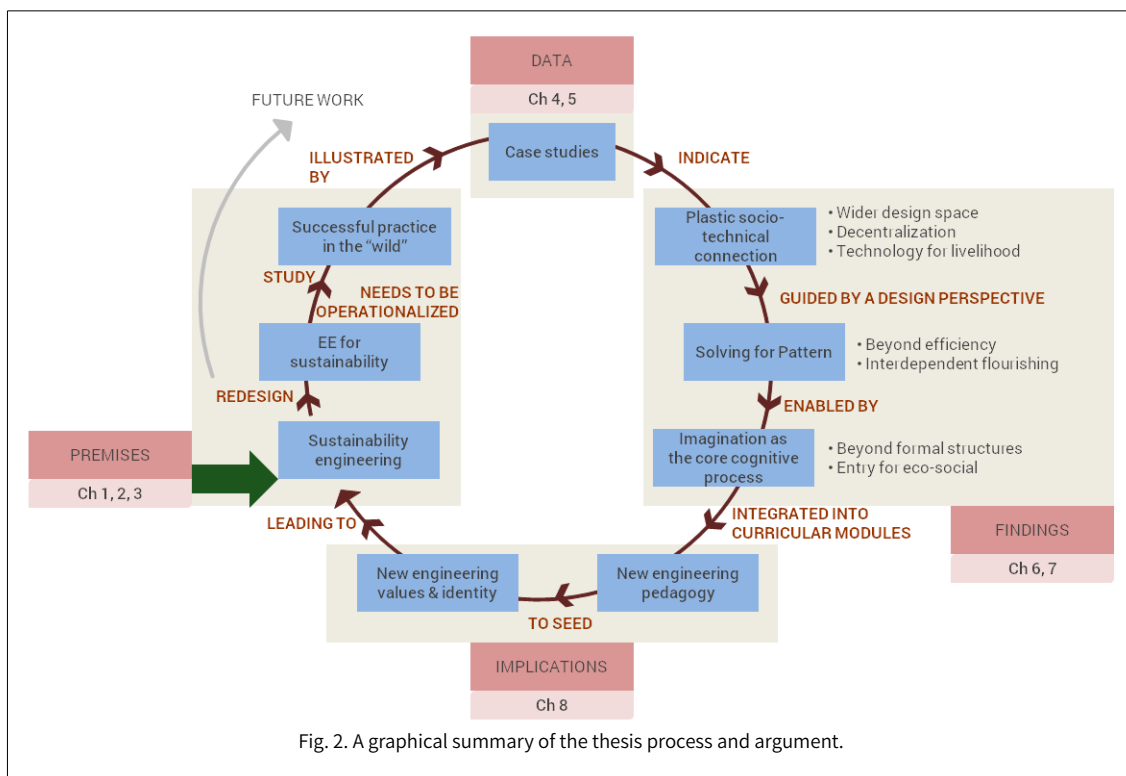 DATA
Ch 4, 5
Case studies
FUTURE WORK
ILLUSTRATED
BY
INDICATE
Successful practice
in the “wild”
STUDY
NEEDS TO BE
OPERATIONALIZED
EE for
sustainability
REDESIGN
Sustainability
engineering
PREMISES
Ch 1, 2, 3
LEADING TO
Plastic socio-
technical
connection
• Wider design space
• Decentralization
• Technology for livelihood
GUIDED BY A DESIGN PERSPECTIVE
Solving for Pattern
• Beyond efficiency
• Interdependent flourishing
ENABLED BY
Imagination as
the core cognitive
process
• Beyond formal structures
• Entry for eco-social
INTEGRATED INTO
CURRICULAR MODULES
FINDINGS
Ch 6, 7
New engineering
values & identity
New engineering
pedagogy
TO SEED
IMPLICATIONS
Ch 8
Fig. 2. A graphical summary of the thesis process and argument.